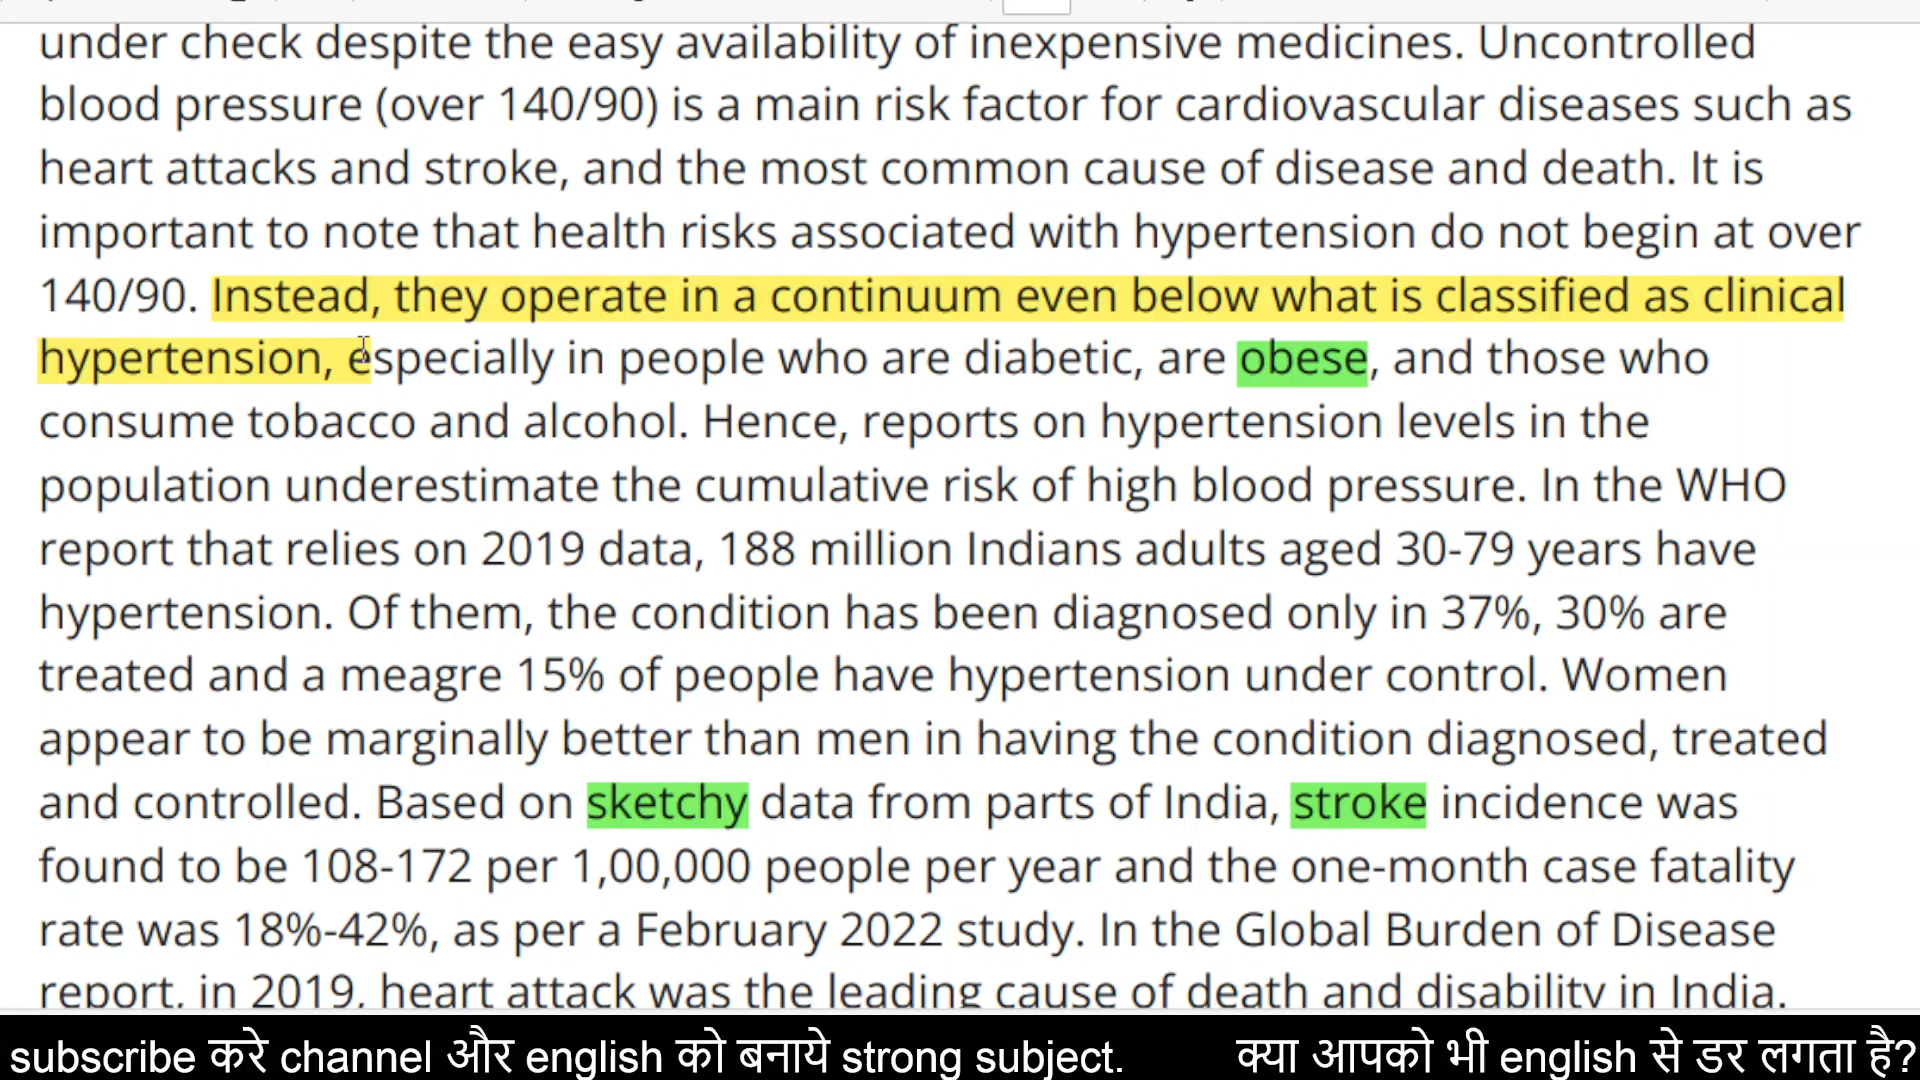 under check despite the easy availability of inexpensive medicines. Uncontrolled
blood pressure (over 140/90) is a main risk factor for cardiovascular diseases such as
heart attacks and stroke, and the most common cause of disease and death. It is
important to note that health risks associated with hypertension do not begin at over
140/90. Instead, they operate in a continuum even below what is classified as clinical
hypertension, especially in people who are diabetic, are obese, and those who
consume tobacco and alcohol. Hence, reports on hypertension levels in the
population underestimate the cumulative risk of high blood pressure. In the WHO
report that relies on 2019 data, 188 million Indians adults aged 30-79 years have
hypertension. Of them, the condition has been diagnosed only in 37%, 30% are
treated and a meagre 15% of people have hypertension under control. Women
appear to be marginally better than men in having the condition diagnosed, treated
and controlled. Based on sketchy data from parts of India, stroke incidence was
found to be 108-172 per 1,00,000 people per year and the one-month case fatality
rate was 18%-42%, as per a February 2022 study. In the Global Burden of Disease
report, in 2019, heart attack was the leading cause of death and disability in India.
subscribe करे channel और english को बनाये strong subject. क्या आपको भी english से डर लगता है?